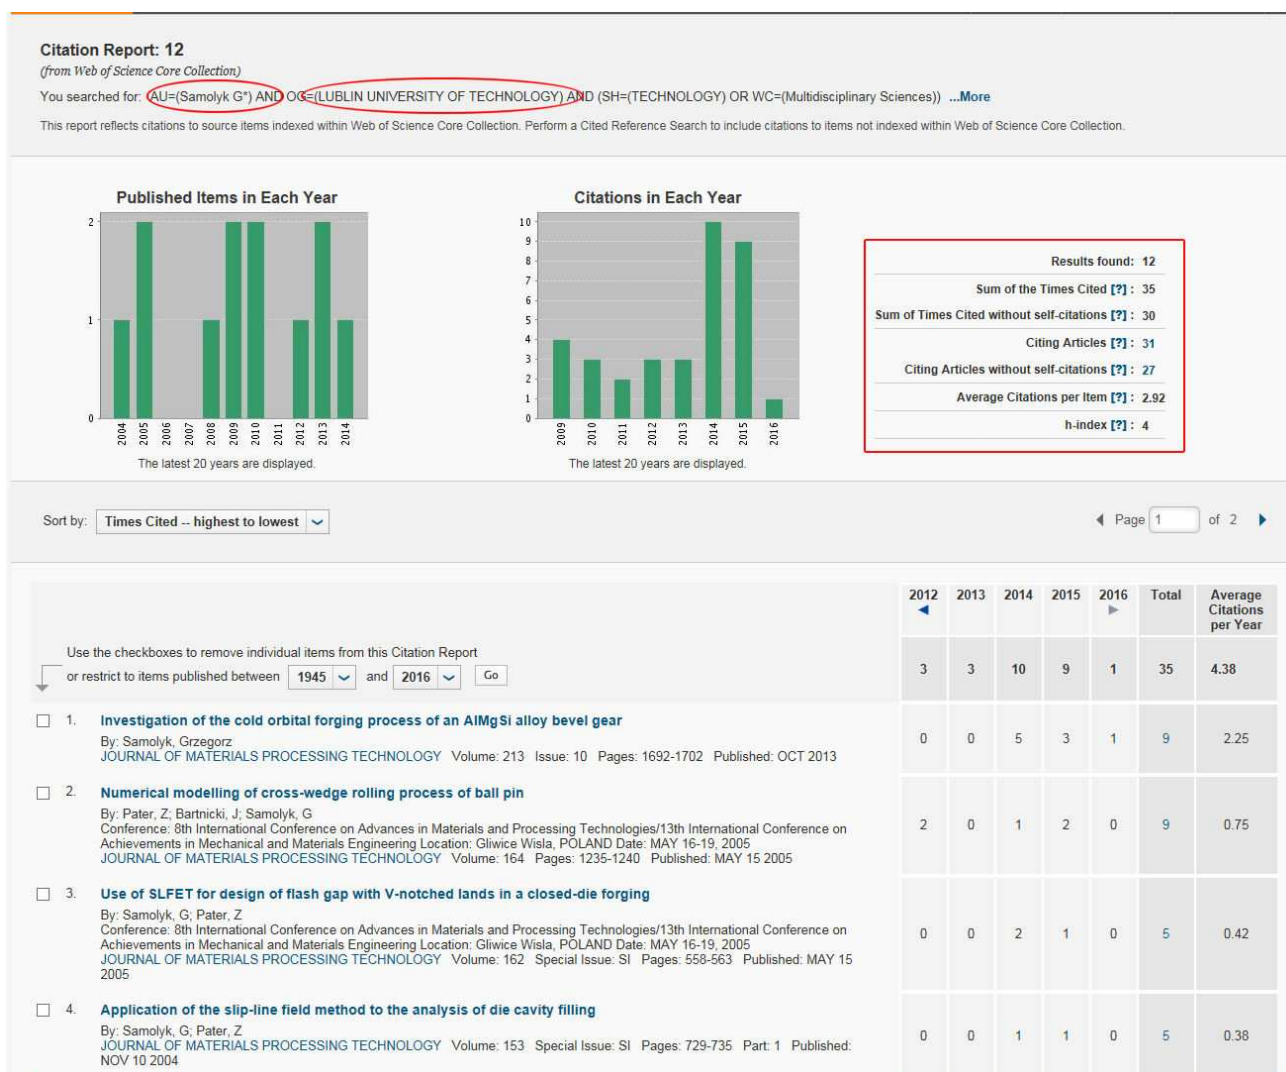 Citation Report: 12
(from Web of Science Core Collection)
You searched for: (AU=(Samolyk G*) AND OG=(LUBLIN UNIVERSITY OF TECHNOLOGY) AND (SH=(TECHNOLOGY) OR WC=(Multidisciplinary Sciences)) ...More
This report reflects citations to source items indexed within Web of Science Core Collection. Perform a Cited Reference Search to include citations to items not indexed within Web of Science Core Collection.
Published Items in Each Year
2
1
0
2004 2005 2006 2007 2008 2009 2010 2011 2012 2013 2014
The latest 20 years are displayed.
Citations in Each Year
10
9
8
7
6
5
4
3
2
1
0
2009 2010 2011 2012 2013 2014 2015 2016
The latest 20 years are displayed.
Results found: 12
Sum of the Times Cited [?] : 35
Sum of Times Cited without self-citations [?] : 30
Citing Articles [?] : 31
Citing Articles without self-citations [?] : 27
Average Citations per Item [?] : 2.92
h-index [?] : 4
Sort by: Times Cited -- highest to lowest
Page 1 of 2
2012 2013 2014 2015 2016 Total Average Citations per Year
Use the checkboxes to remove individual items from this Citation Report
or restrict to items published between 1945 and 2016 Go
3 3 10 9 1 35 4.38
1. Investigation of the cold orbital forging process of an AlMgSi alloy bevel gear
By: Samolyk, Grzegorz
JOURNAL OF MATERIALS PROCESSING TECHNOLOGY Volume: 213 Issue: 10 Pages: 1692-1702 Published: OCT 2013
0 0 5 3 1 9 2.25
2. Numerical modelling of cross-wedge rolling process of ball pin
By: Pater, Z; Bartnicki, J; Samolyk, G
Conference: 8th International Conference on Advances in Materials and Processing Technologies/13th International Conference on
Achievements in Mechanical and Materials Engineering Location: Gliwice Wisla, POLAND Date: MAY 16-19, 2005
JOURNAL OF MATERIALS PROCESSING TECHNOLOGY Volume: 164 Pages: 1235-1240 Published: MAY 15 2005
2 0 1 2 0 9 0.75
3. Use of SLFET for design of flash gap with V-notched lands in a closed-die forging
By: Samolyk, G; Pater, Z
Conference: 8th International Conference on Advances in Materials and Processing Technologies/13th International Conference on
Achievements in Mechanical and Materials Engineering Location: Gliwice Wisla, POLAND Date: MAY 16-19, 2005
JOURNAL OF MATERIALS PROCESSING TECHNOLOGY Volume: 162 Special Issue: SI Pages: 558-563 Published: MAY 15
2005
0 0 2 1 0 5 0.42
4. Application of the slip-line field method to the analysis of die cavity filling
By: Samolyk, G; Pater, Z
JOURNAL OF MATERIALS PROCESSING TECHNOLOGY Volume: 153 Special Issue: SI Pages: 729-735 Part: 1 Published:
NOV 10 2004
0 0 1 1 0 5 0.38